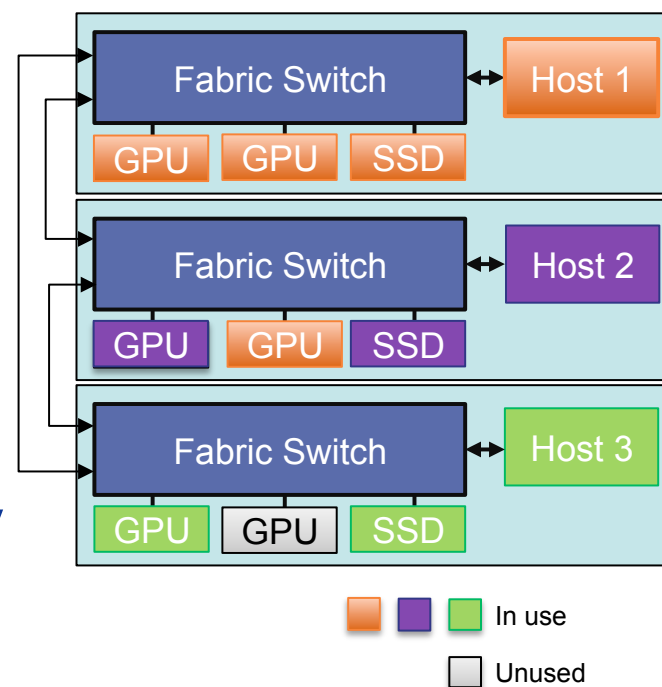 Fabric Switch
Host 1
GPU GPU SSD
Fabric Switch
Host 2
GPU GPU SSD
Fabric Switch
Host 3
GPU GPU SSD
In use
Unused